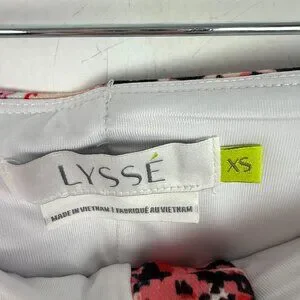 LYSSÉ
XS
MADE IN VIETNAM | FABRIQUÉ AU VIETNAM